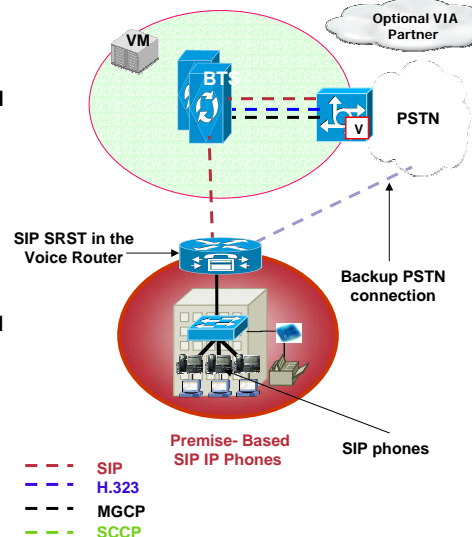 Optional VIA
Partner
VM
BTS
V
PSTN
SIP SRST in the
Voice Router
Backup PSTN
connection
Premise- Based
SIP IP Phones
SIP phones
SIP
H.323
MGCP
SCCP